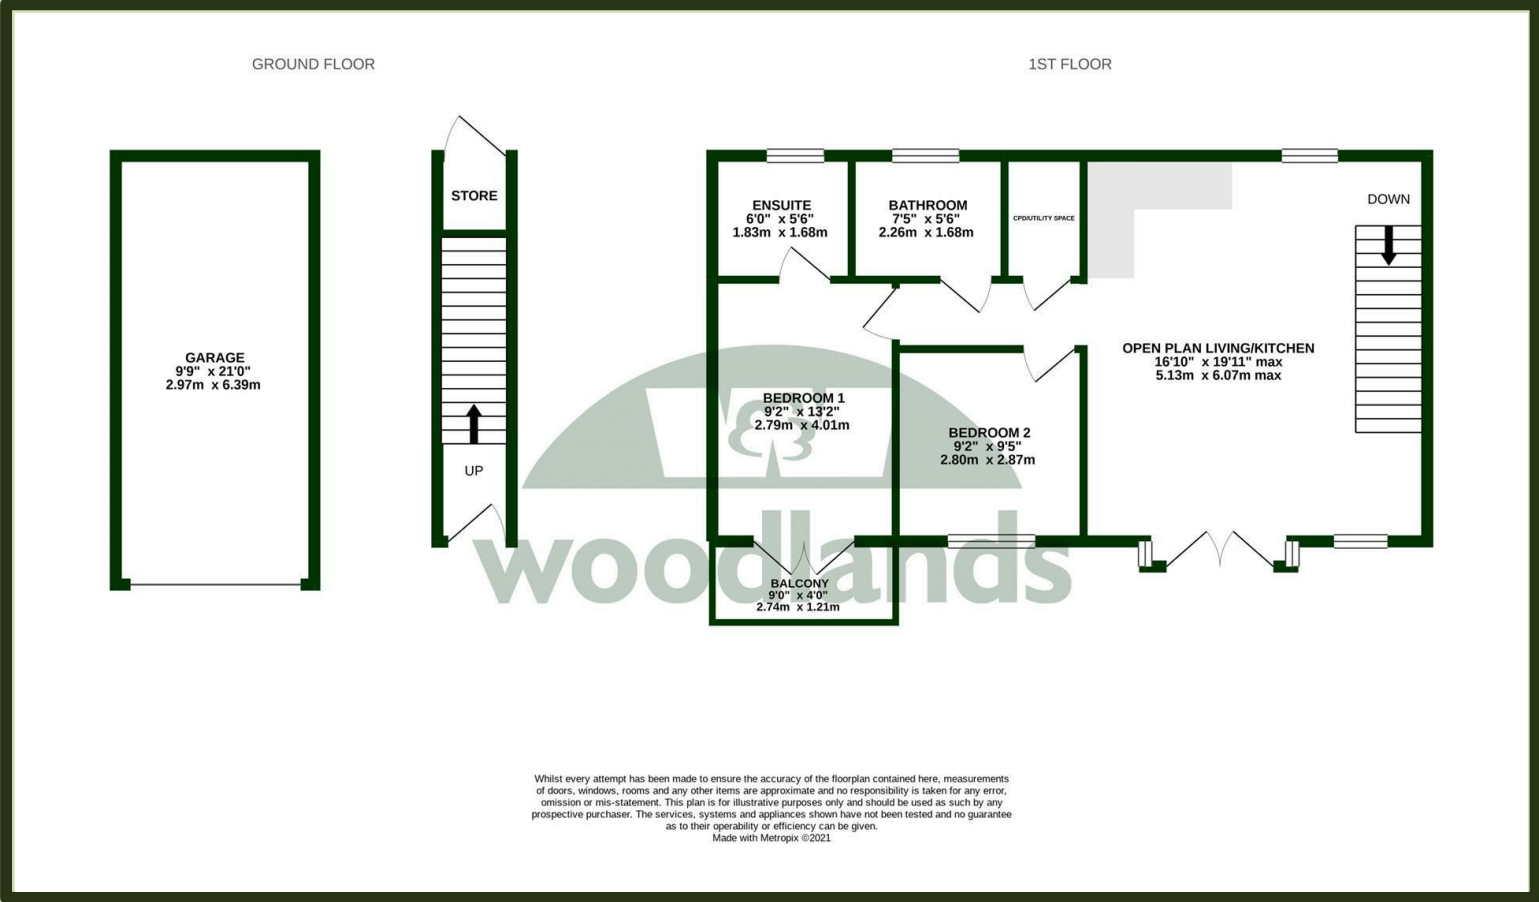 GROUND FLOOR
1ST FLOOR
STORE
UP
GARAGE
9'9" x 21'0"
2.97m x 6.39m
ENSUITE
6'0" x 5'6"
1.83m x 1.68m
BATHROOM
7'5" x 5'6"
2.26m x 1.68m
CPD/UTILITY SPACE
DOWN
OPEN PLAN LIVING/KITCHEN
16'10" x 19'11" max
5.13m x 6.07m max
BEDROOM 1
9'2" x 13'2"
2.79m x 4.01m
BEDROOM 2
9'2" x 9'5"
2.80m x 2.87m
woodlands
BALCONY
9'0" x 4'0"
2.74m x 1.21m
Whilst every attempt has been made to ensure the accuracy of the floorplan contained here, measurements
of doors, windows, rooms and any other items are approximate and no responsibility is taken for any error,
omission or mis-statement. This plan is for illustrative purposes only and should be used as such by any
prospective purchaser. The services, systems and appliances shown have not been tested and no guarantee
as to their operability or efficiency can be given.
Made with Metropix ©2021